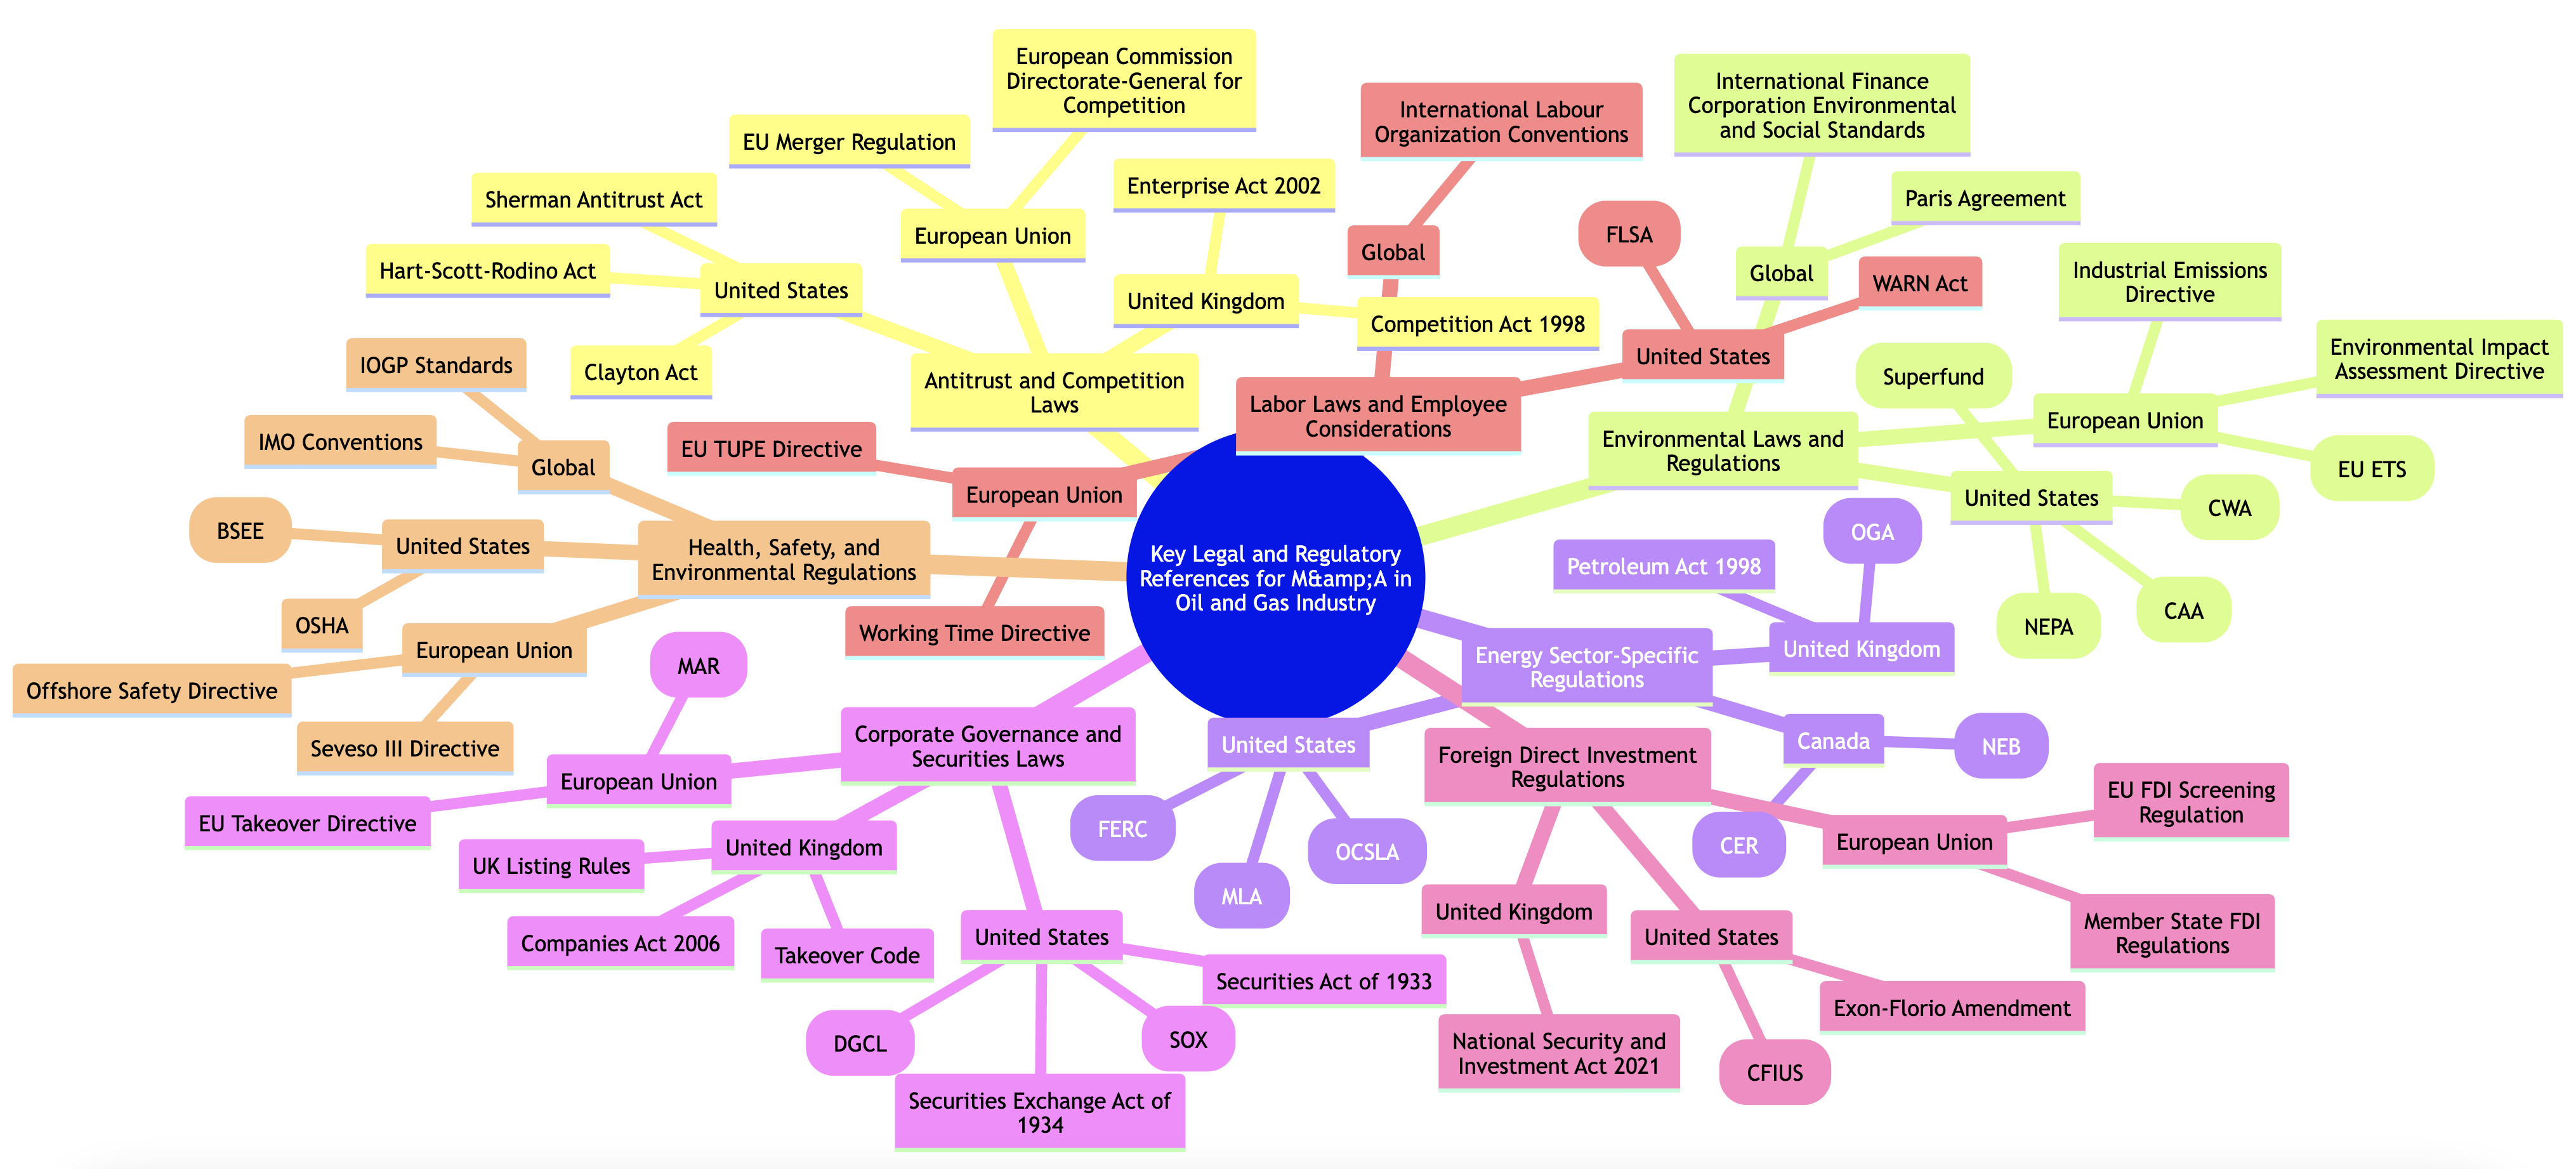 Key Legal and Regulatory
References for M&amp;A in
Oil and Gas Industry
Antitrust and Competition
Laws
United States
Sherman Antitrust Act
Hart-Scott-Rodino Act
Clayton Act
European Union
EU Merger Regulation
European Commission
Directorate-General for
Competition
United Kingdom
Enterprise Act 2002
Competition Act 1998
Labor Laws and Employee
Considerations
Global
International Labour
Organization Conventions
United States
FLSA
WARN Act
European Union
EU TUPE Directive
Working Time Directive
Environmental Laws and
Regulations
Global
International Finance
Corporation Environmental
and Social Standards
Paris Agreement
European Union
Industrial Emissions
Directive
Environmental Impact
Assessment Directive
EU ETS
United States
Superfund
CWA
CAA
NEPA
Energy Sector-Specific
Regulations
United Kingdom
Petroleum Act 1998
OGA
Canada
NEB
CER
United States
FERC
MLA
OCSLA
Foreign Direct Investment
Regulations
European Union
EU FDI Screening
Regulation
Member State FDI
Regulations
United States
Exon-Florio Amendment
CFIUS
United Kingdom
National Security and
Investment Act 2021
Corporate Governance and
Securities Laws
European Union
MAR
EU Takeover Directive
United Kingdom
UK Listing Rules
Companies Act 2006
Takeover Code
United States
Securities Act of 1933
SOX
Securities Exchange Act of
1934
DGCL
Health, Safety, and
Environmental Regulations
Global
IOGP Standards
IMO Conventions
United States
BSEE
OSHA
European Union
Offshore Safety Directive
Seveso III Directive